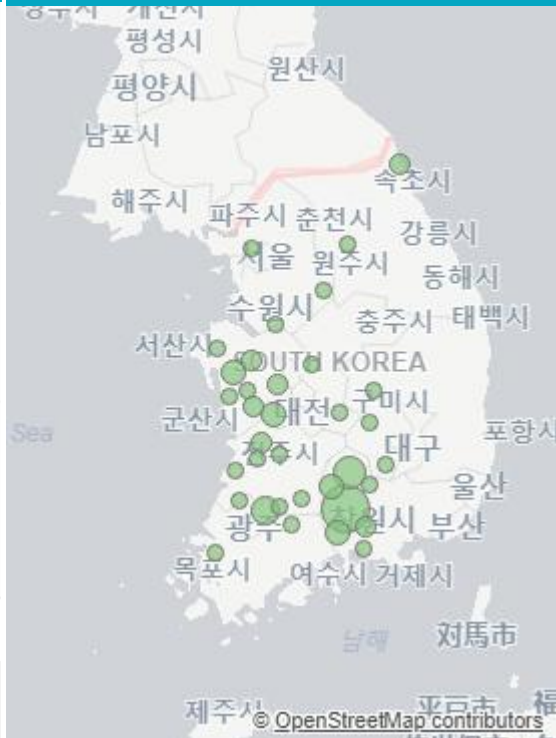 평성시
원산시
평양시
남포시
속초시
해주시
파주시 춘천시
강릉시
서울 원주시
동해시
수원시
충주시 태백시
서산시
SOUTH KOREA
대전 구미시
군산시
Sea
대구 포항시
전주시
울산
광주 창원시 부산
목포시 여수시 거제시
남해
対馬市
제주시
平戸市 福
© OpenStreetMap contributors